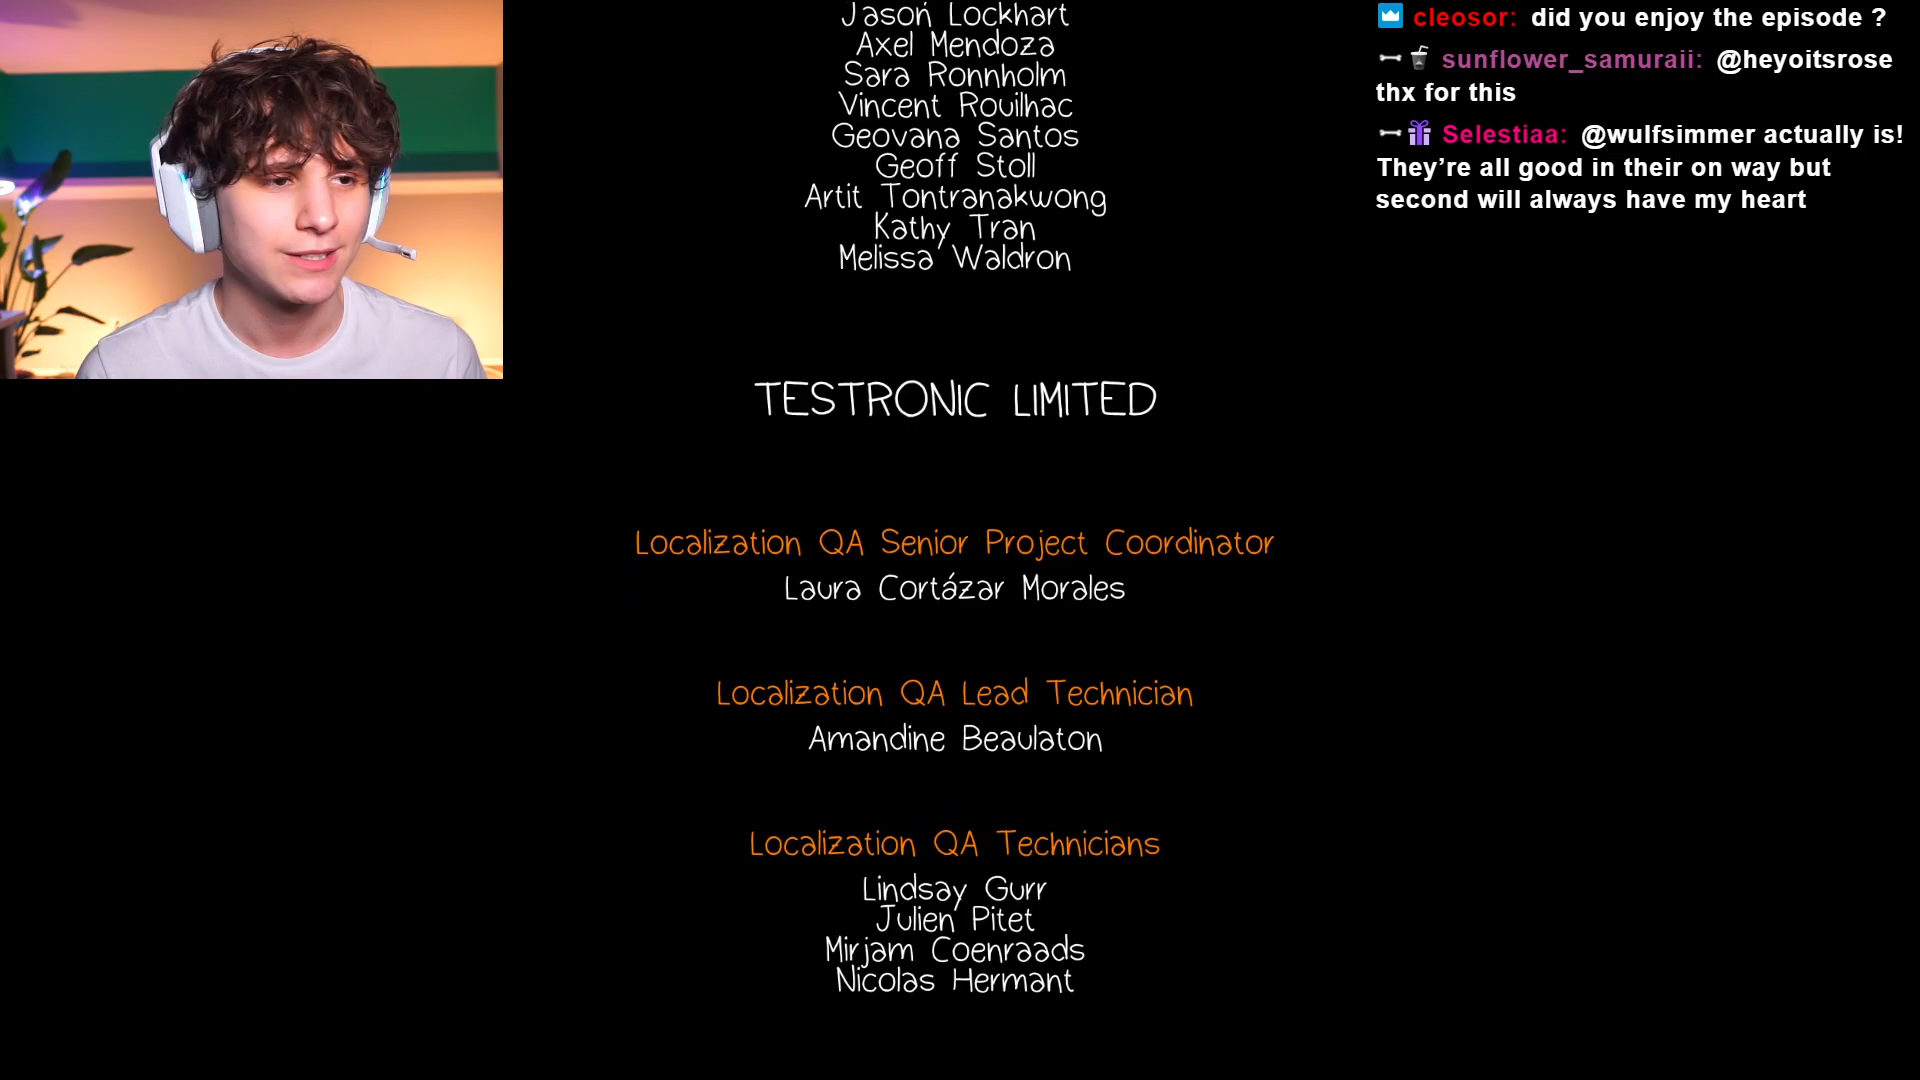 Jason Lockhart
Axel Mendoza
Sara Ronnholm
Vincent Rouilhac
Geovana Santos
Geoff Stoll
Artit Tontranakwong
Kathy Tran
Melissa Waldron
TESTRONIC LIMITED
Localization QA Senior Project Coordinator
Laura Cortázar Morales
Localization QA Lead Technician
Amandine Beaulaton
Localization QA Technicians
Lindsay Gurr
Julien Pitet
Mirjam Coenraads
Nicolas Hermant
cleosor: did you enjoy the episode ?
sunflower_samuraii: @heyoitsrose
thx for this
Selestiaa: @wulfsimmer actually is!
They’re all good in their on way but
second will always have my heart